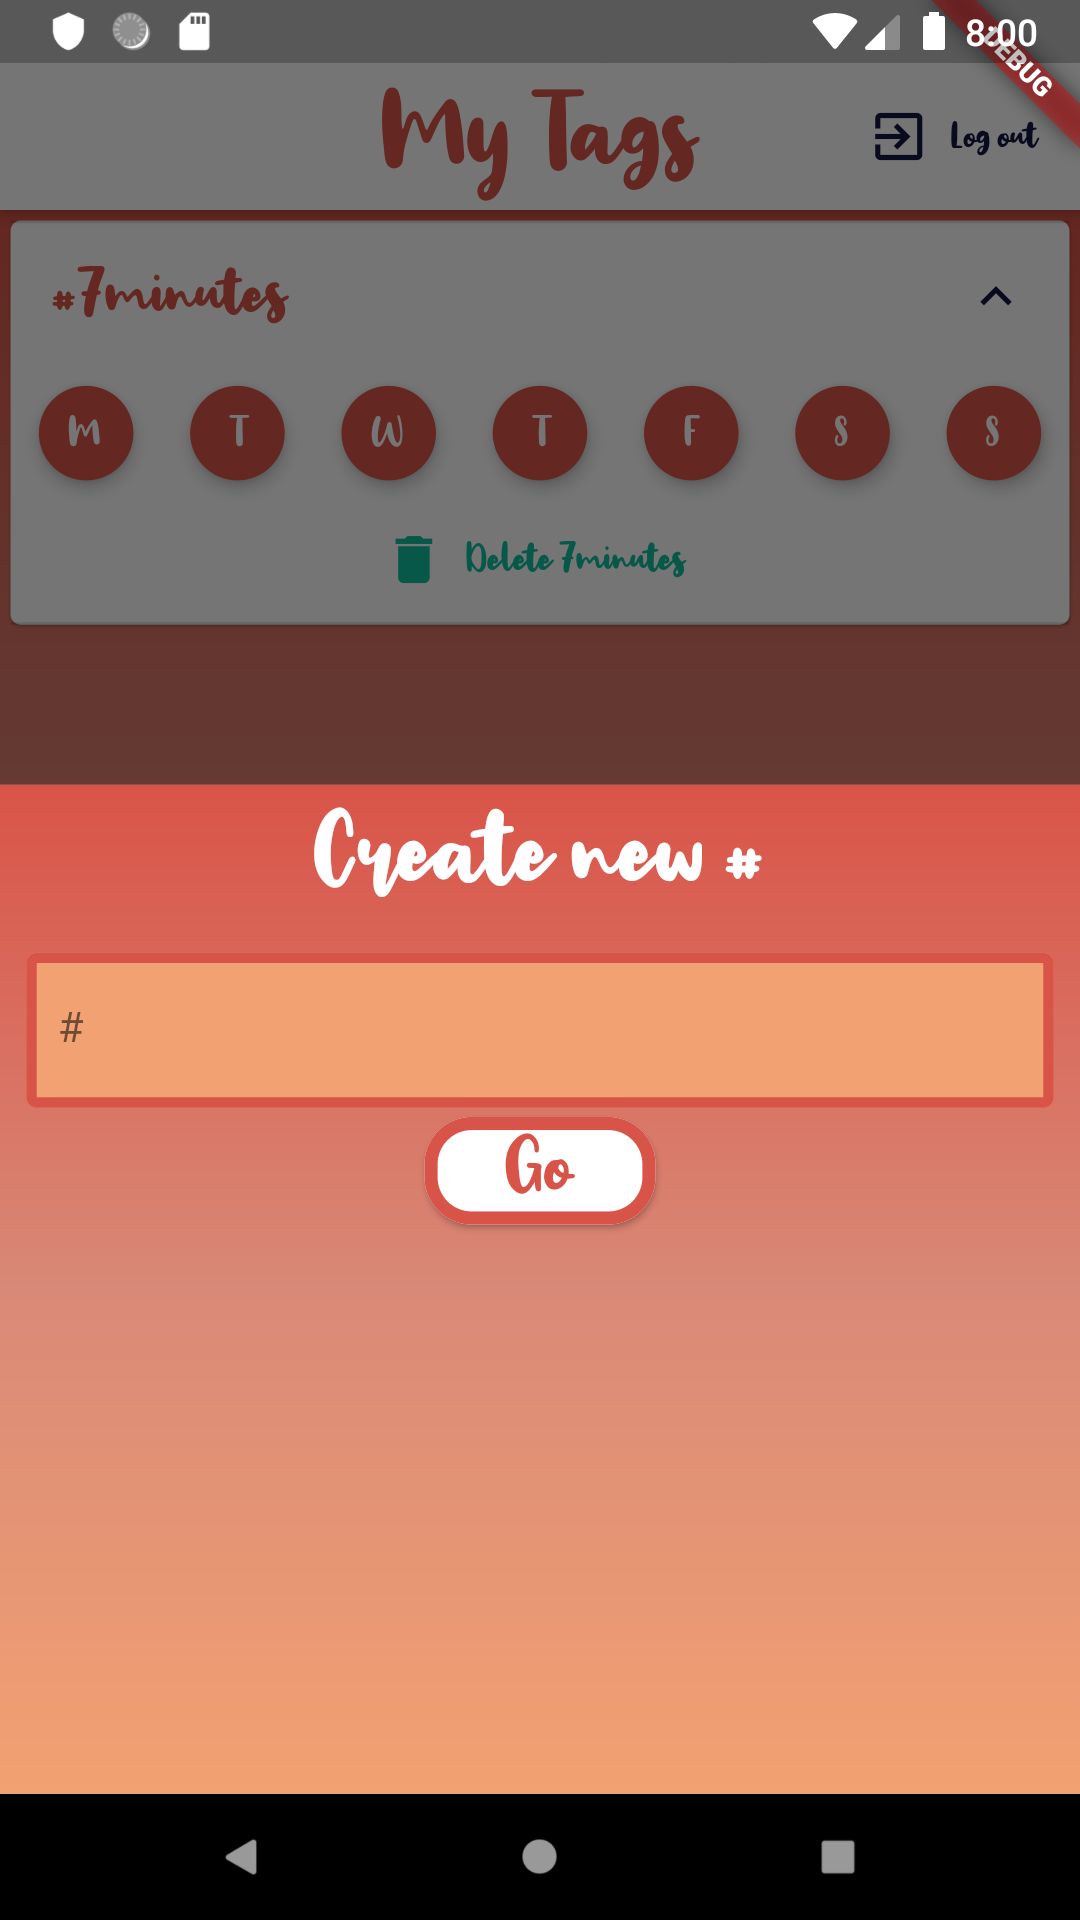 8:00
DEBUG
My Tags
Log out
#7minutes
M T W T F S S
Delete 7minutes
Create new #
#
Go